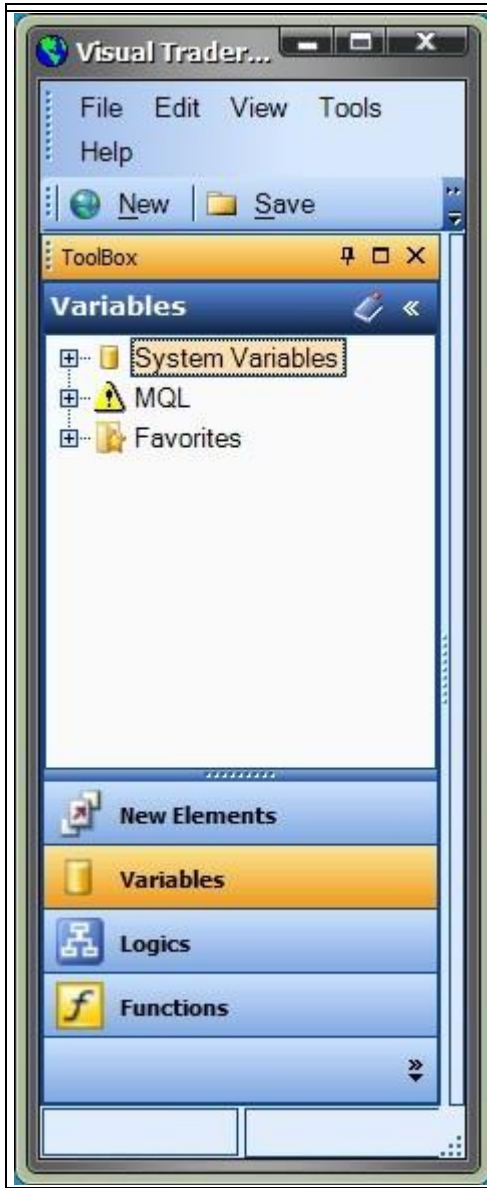 Visual Trader...
File Edit View Tools
Help
New Save
ToolBox
Variables
System Variables
MQL
Favorites
New Elements
Variables
Logics
Functions